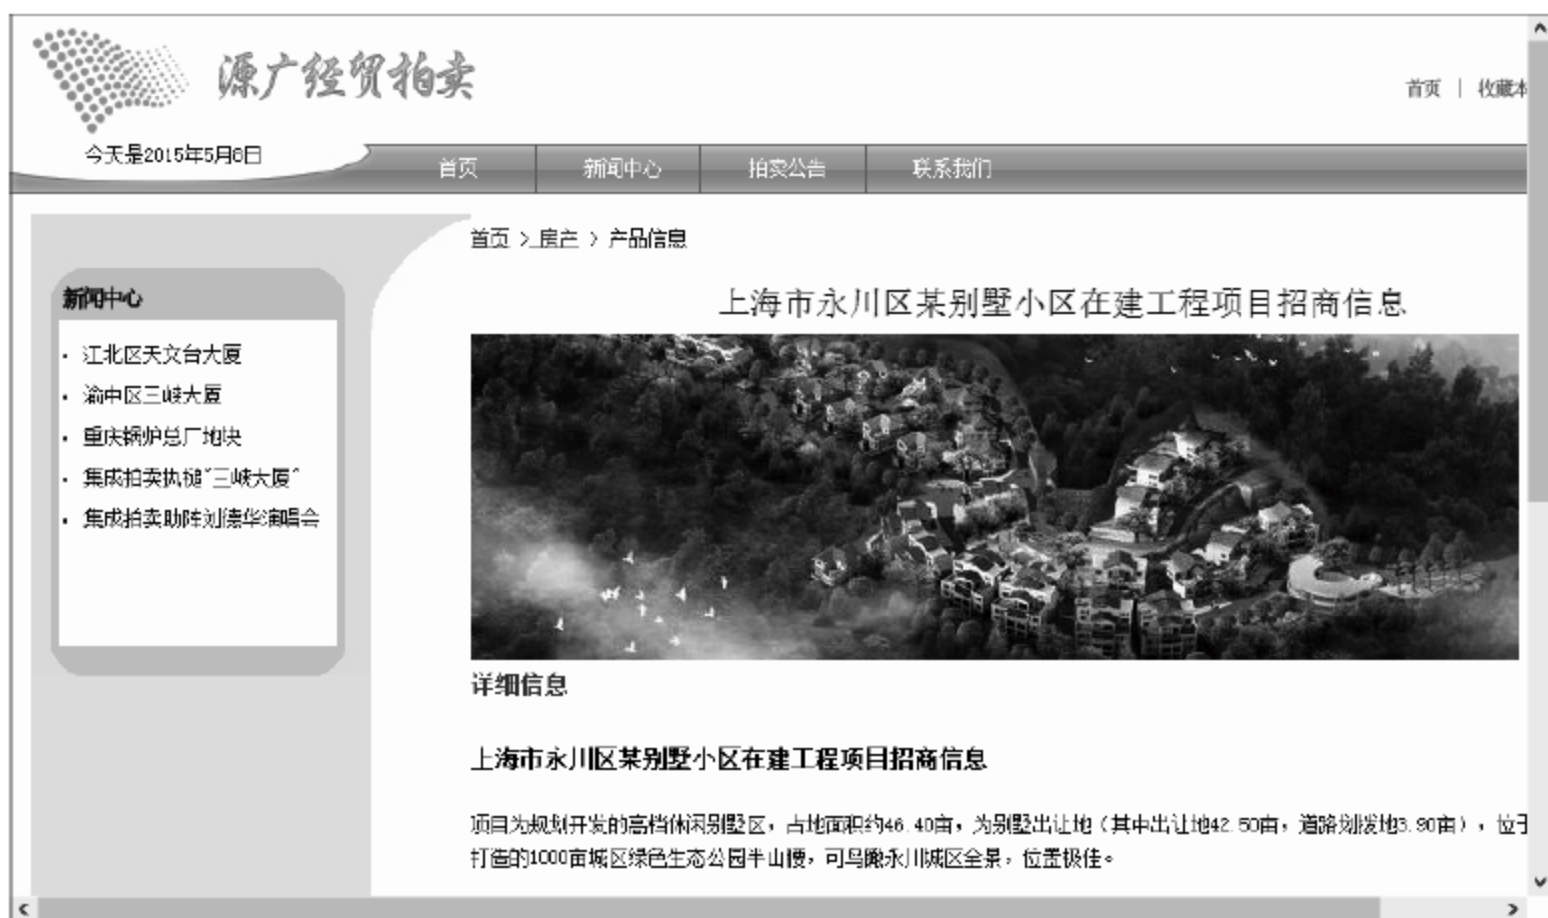 源广经贸拍卖
首页 | 收藏本
今天是2015年5月8日
首页 新闻中心 拍卖公告 联系我们
首页 > 房产 > 产品信息
新闻中心
· 江北区天文台大厦
· 渝中区三峡大厦
· 重庆锅炉总厂地块
· 集成拍卖执槌"三峡大厦"
· 集成拍卖助阵刘德华演唱会
上海市永川区某别墅小区在建工程项目招商信息
详细信息
上海市永川区某别墅小区在建工程项目招商信息
项目为规划开发的高档休闲别墅区，占地面积约46.40亩，为别墅出让地（其中出让地42.50亩，道路划拨地3.90亩），位于
打造的1000亩城区绿色生态公园半山腰，可鸟瞰永川城区全景，位置极佳。